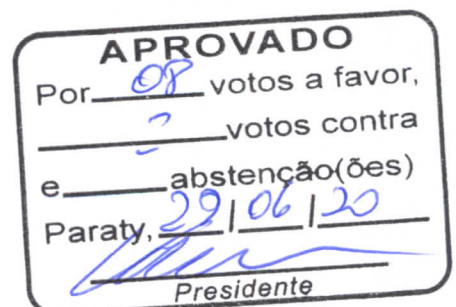 APROVADO
Por 08 votos a favor,
votos contra
e abstenção(ões)
Paraty, 29/06/20
Presidente